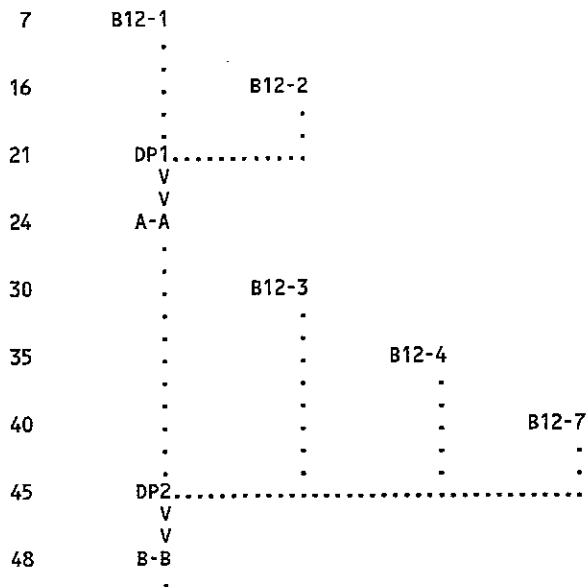 7 B12-1
.
.
.
16 . B12-2
. .
. .
. .
21 DP1....................
V
V
24 A-A
.
.
.
30 . B12-3
. .
. .
. .
35 . . B12-4
. . .
. . .
. . .
40 . . . B12-7
. . . .
. . . .
45 DP2............................................................
V
V
48 B-B
.